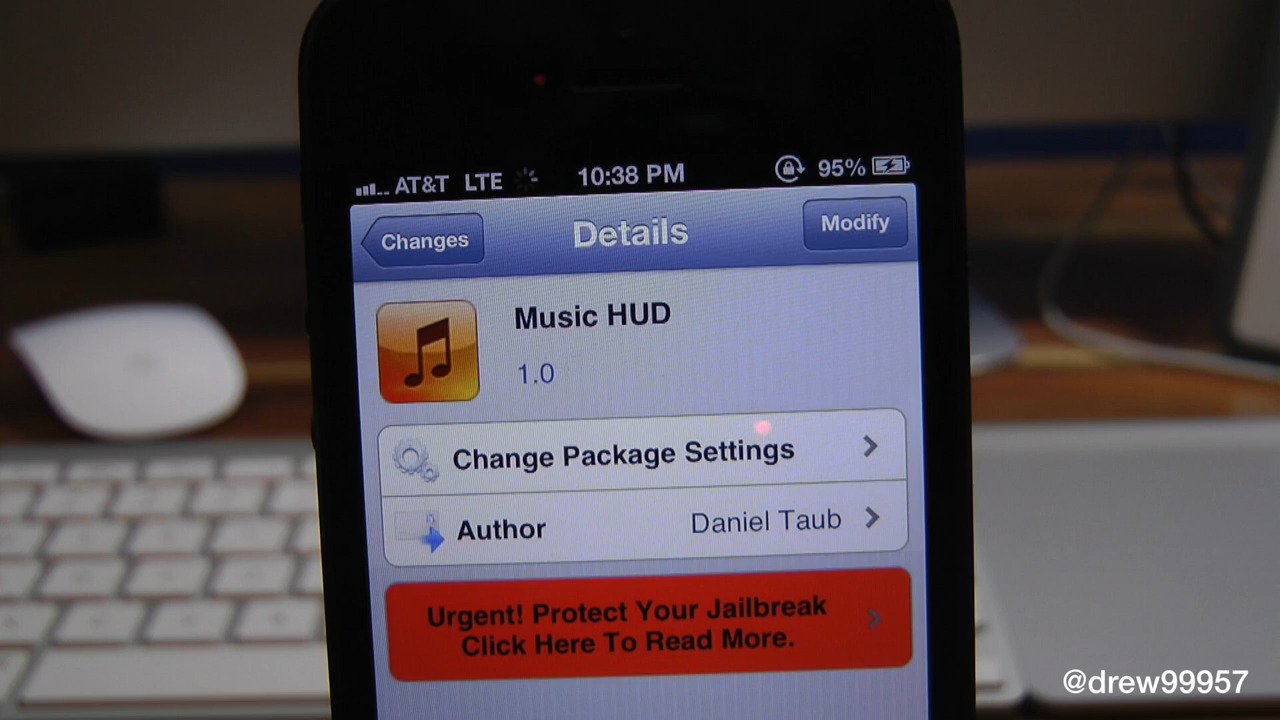 AT&T LTE 10:38 PM 95%
Changes Details Modify
Music HUD
1.0
Change Package Settings
Author Daniel Taub
Urgent! Protect Your Jailbreak
Click Here To Read More.
@drew99957